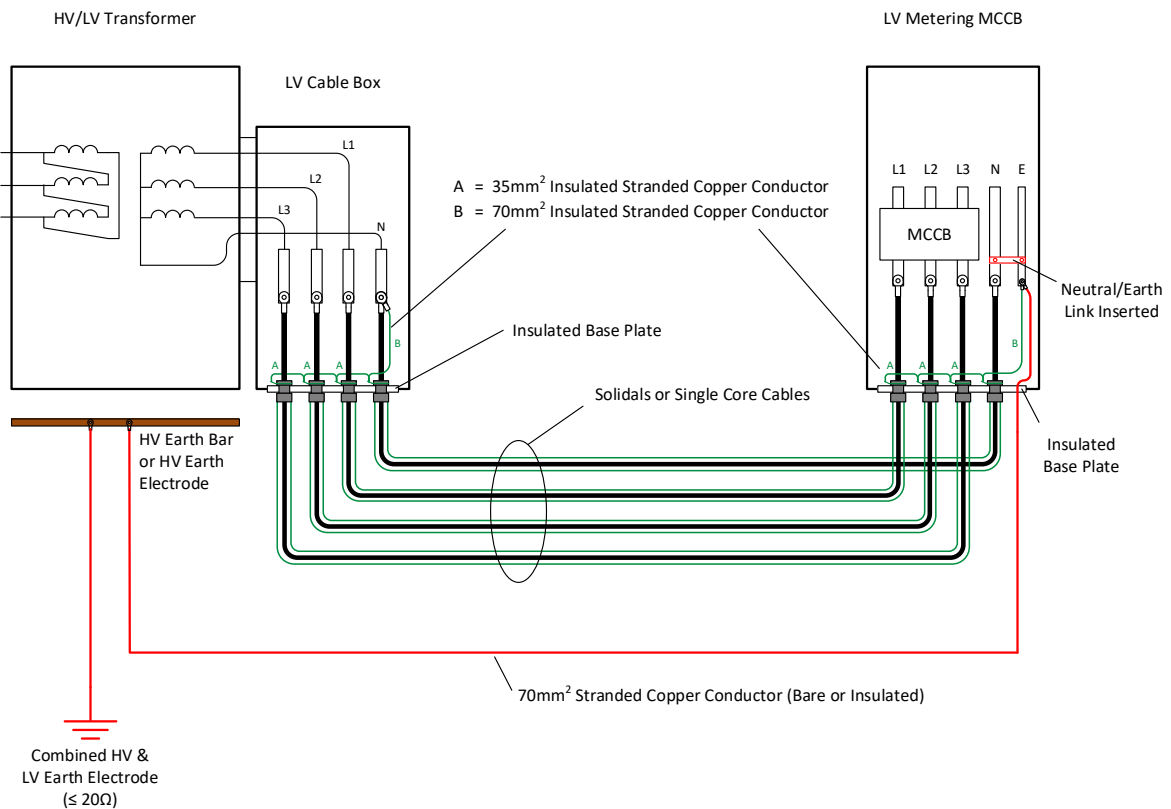 HV/LV Transformer
LV Metering MCCB
LV Cable Box
L1
L2
L3
N
A = 35mm² Insulated Stranded Copper Conductor
B = 70mm² Insulated Stranded Copper Conductor
L1 L2 L3 N E
MCCB
Neutral/Earth
Link Inserted
Insulated Base Plate
B
A A A
B
A A A
Solidals or Single Core Cables
HV Earth Bar
or HV Earth
Electrode
Insulated
Base Plate
70mm² Stranded Copper Conductor (Bare or Insulated)
Combined HV &
LV Earth Electrode
(≤ 20Ω)